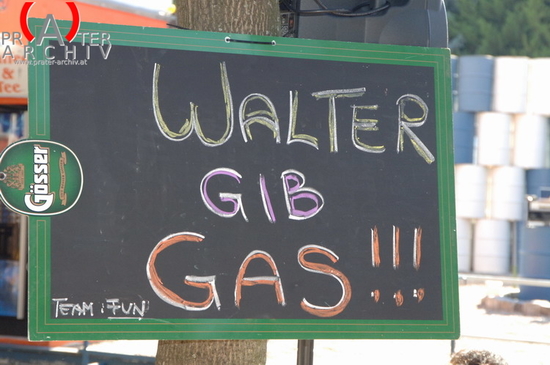 PRATER
ARCHIV
www.prater-archiv.at
&
WALTER
GIB
GAS!!!
Gösser
TEAM : FUN